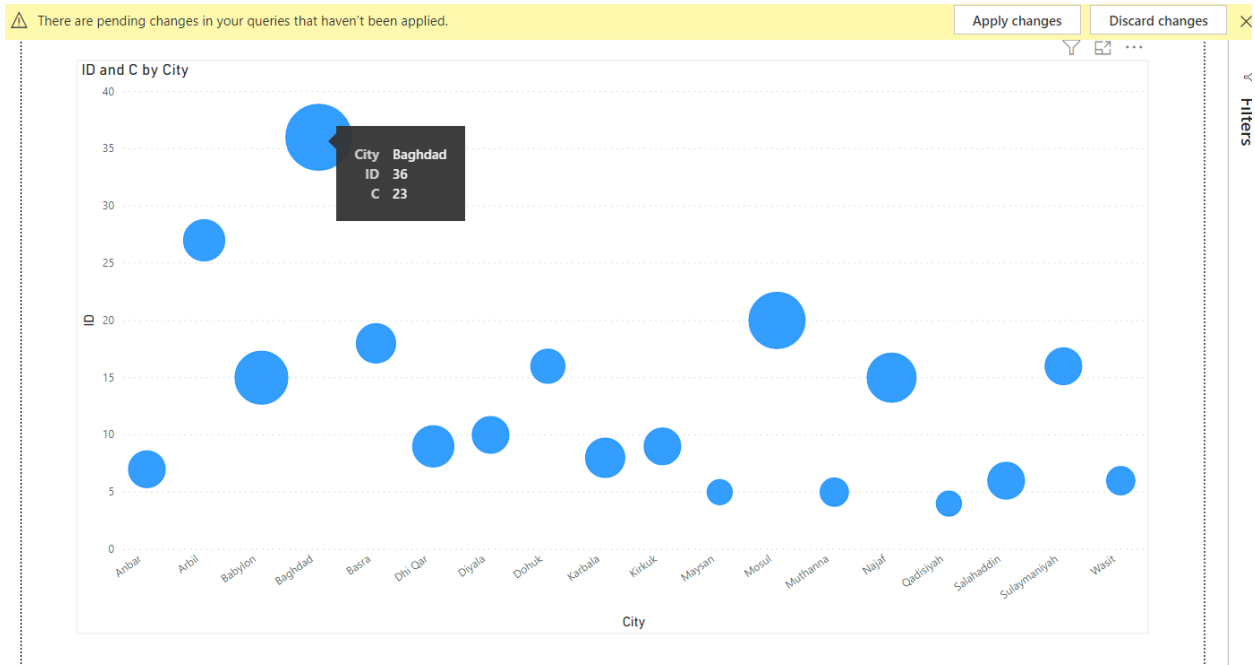 There are pending changes in your queries that haven't been applied.
Apply changes
Discard changes
ID and C by City
Filters
40
35
30
25
20
15
10
5
0
ID
City Baghdad
ID 36
C 23
Anbar
Arbil
Babylon
Baghdad
Basra
Dhi Qar
Diyala
Dohuk
Karbala
Kirkuk
Maysan
Mosul
Muthanna
Najaf
Qadisiyah
Salahaddin
Sulaymaniyah
Wasit
City